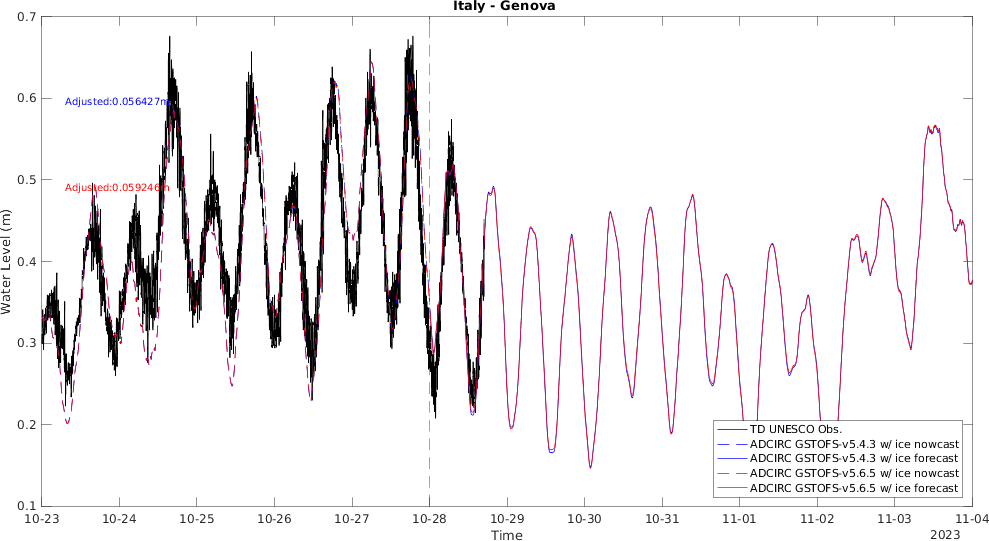 Italy - Genova
0.7
0.6
0.5
0.4
0.3
0.2
0.1
Water Level (m)
Adjusted:0.056427m
Adjusted:0.059246m
TD UNESCO Obs.
ADCIRC GSTOFS-v5.4.3 w/ ice nowcast
ADCIRC GSTOFS-v5.4.3 w/ ice forecast
ADCIRC GSTOFS-v5.6.5 w/ ice nowcast
ADCIRC GSTOFS-v5.6.5 w/ ice forecast
10-23 10-24 10-25 10-26 10-27 10-28 10-29 10-30 10-31 11-01 11-02 11-03 11-04
Time
2023